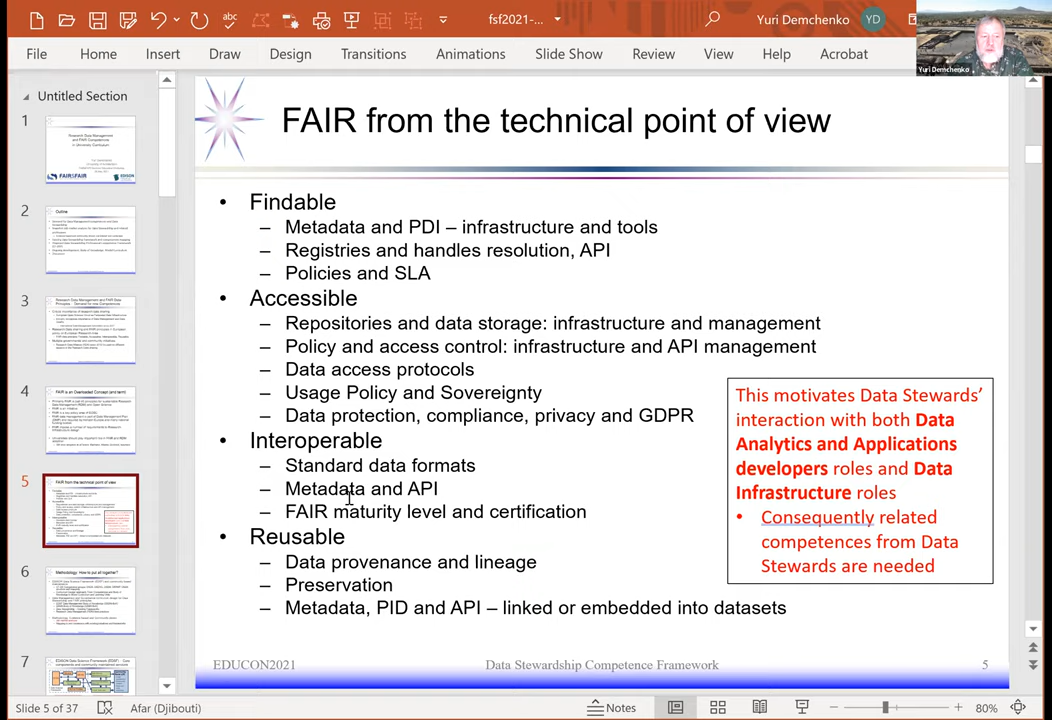 fsf2021-...
Yuri Demchenko
YD
File
Home
Insert
Draw
Design
Transitions
Animations
Slide Show
Review
View
Help
Acrobat
Yuri Demchenko
Untitled Section
1
2
3
4
5
6
7
FAIR from the technical point of view
• Findable
– Metadata and PDI – infrastructure and tools
– Registries and handles resolution, API
– Policies and SLA
• Accessible
– Repositories and data storage: infrastructure and management
– Policy and access control: infrastructure and API management
– Data access protocols
– Usage Policy and Sovereignty
– Data protection, compliance, privacy and GDPR
• Interoperable
– Standard data formats
– Metadata and API
– FAIR maturity level and certification
• Reusable
– Data provenance and lineage
– Preservation
– Metadata, PID and API – linked or embedded into datasets
This motivates Data Stewards’
interaction with both Data
Analytics and Applications
developers roles and Data
Infrastructure roles
• Consequently related
competences from Data
Stewards are needed
EDUCON2021
Data Stewardship Competence Framework
5
Slide 5 of 37
Afar (Djibouti)
Notes
80%